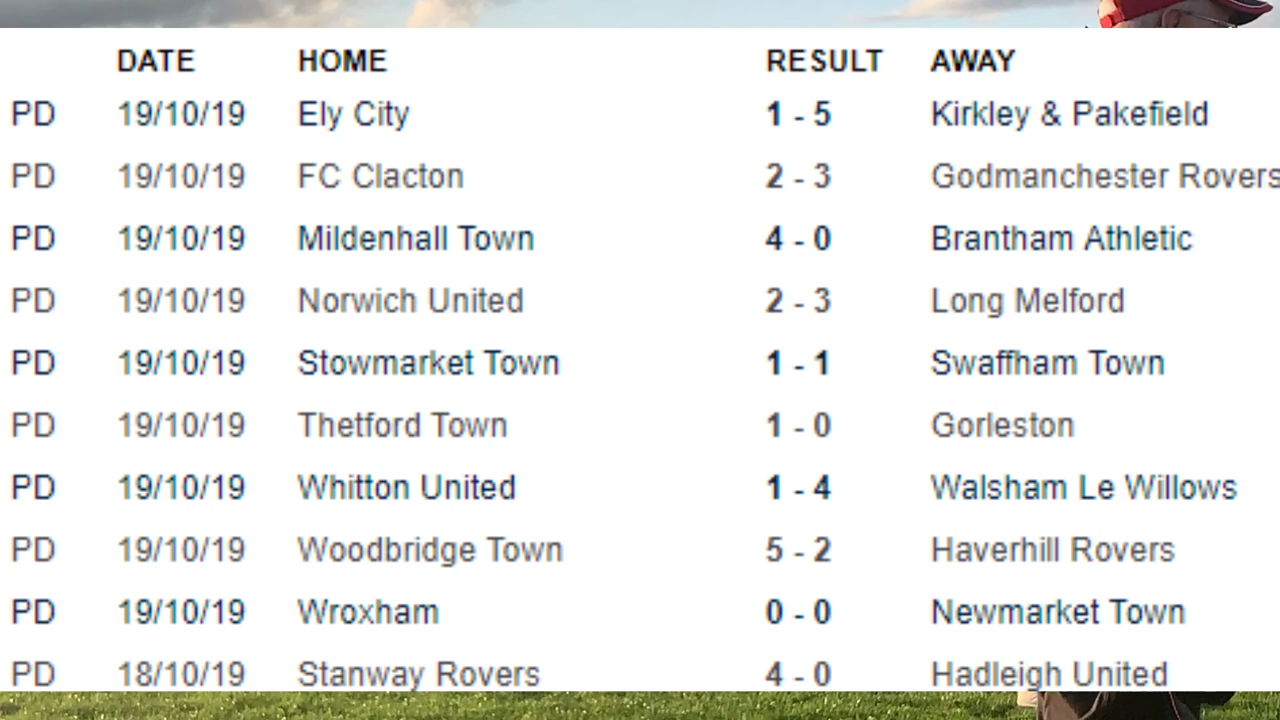 DATE HOME RESULT AWAY
PD 19/10/19 Ely City 1 - 5 Kirkley & Pakefield
PD 19/10/19 FC Clacton 2 - 3 Godmanchester Rovers
PD 19/10/19 Mildenhall Town 4 - 0 Brantham Athletic
PD 19/10/19 Norwich United 2 - 3 Long Melford
PD 19/10/19 Stowmarket Town 1 - 1 Swaffham Town
PD 19/10/19 Thetford Town 1 - 0 Gorleston
PD 19/10/19 Whitton United 1 - 4 Walsham Le Willows
PD 19/10/19 Woodbridge Town 5 - 2 Haverhill Rovers
PD 19/10/19 Wroxham 0 - 0 Newmarket Town
PD 18/10/19 Stanway Rovers 4 - 0 Hadleigh United